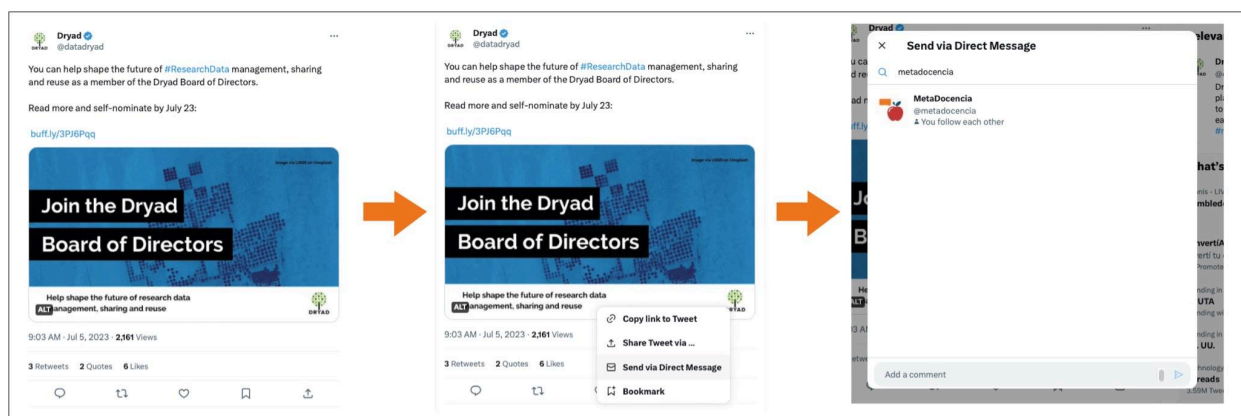 Dryad
@datadryad
You can help shape the future of #ResearchData management, sharing
and reuse as a member of the Dryad Board of Directors.
Read more and self-nominate by July 23:
buff.ly/3PJ6Pqq
Join the Dryad
Board of Directors
Help shape the future of research data
ALT anagement, sharing and reuse
DRYAD
9:03 AM · Jul 5, 2023 · 2,161 Views
3 Retweets 2 Quotes 6 Likes
Dryad
@datadryad
You can help shape the future of #ResearchData management, sharing
and reuse as a member of the Dryad Board of Directors.
Read more and self-nominate by July 23:
buff.ly/3PJ6Pqq
Join the Dryad
Board of Directors
Help shape the future of research data
ALT anagement, sharing and reuse
DRYAD
9:03 AM · Jul 5, 2023 · 2,161 Views
3 Retweets 2 Quotes 6 Likes
Copy link to Tweet
Share Tweet via ...
Send via Direct Message
Bookmark
Dryad
Send via Direct Message
metadocencia
MetaDocencia
@metadocencia
You follow each other
Add a comment